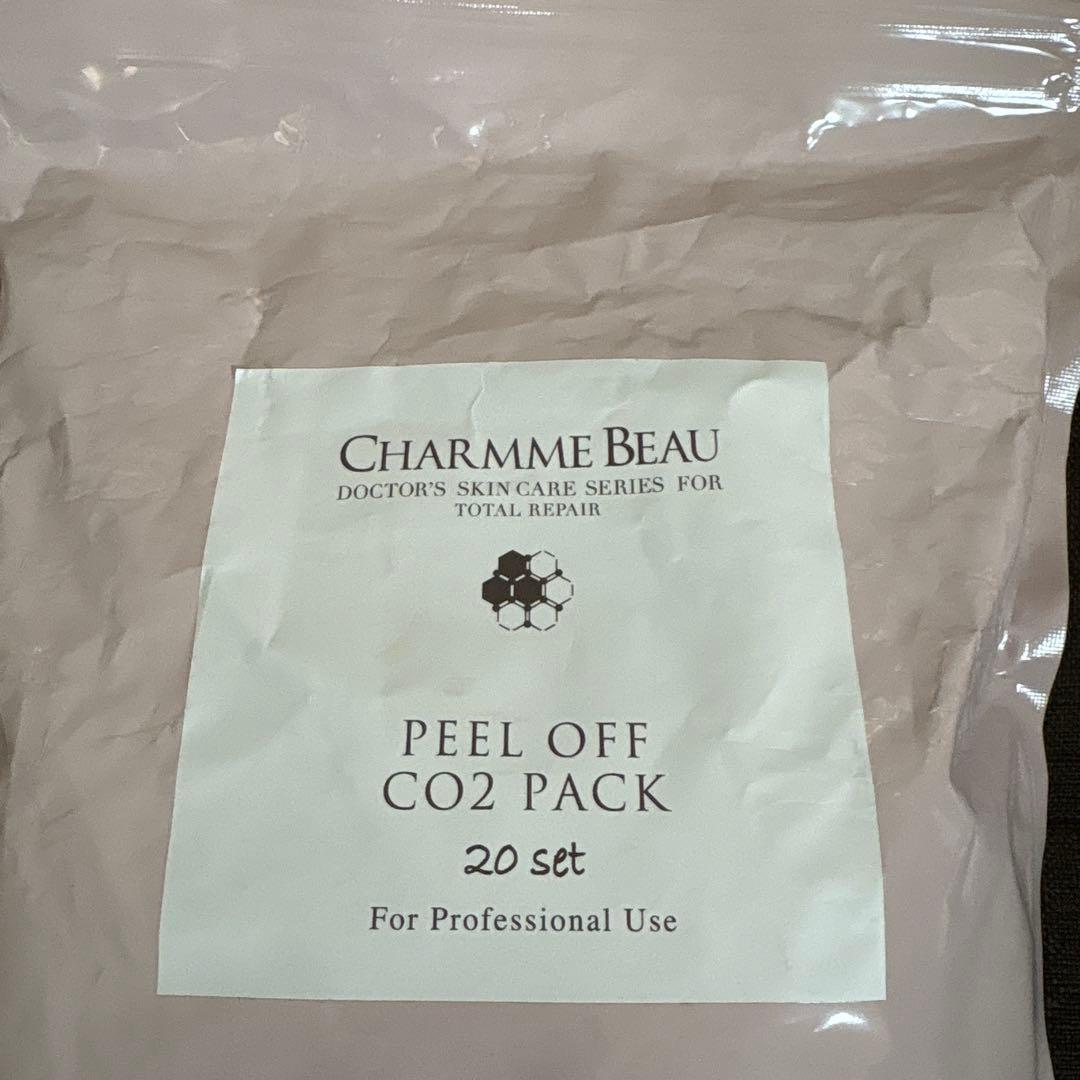 CHARMME BEAU
DOCTOR'S SKIN CARE SERIES FOR
TOTAL REPAIR
PEEL OFF
CO2 PACK
20 set
For Professional Use